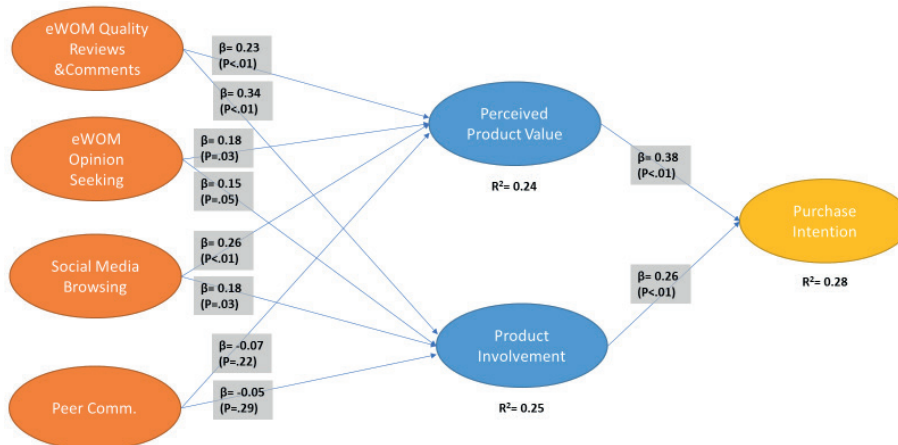 eWOM Quality
Reviews
&Comments
β= 0.23
(P<.01)
β= 0.34
(P<.01)
eWOM
Opinion
Seeking
β= 0.18
(P=.03)
β= 0.15
(P=.05)
Perceived
Product Value
R²= 0.24
β= 0.38
(P<.01)
Purchase
Intention
R²= 0.28
Social Media
Browsing
β= 0.26
(P<.01)
β= 0.18
(P=.03)
β= 0.26
(P<.01)
Product
Involvement
R²= 0.25
Peer Comm.
β= -0.07
(P=.22)
β= -0.05
(P=.29)